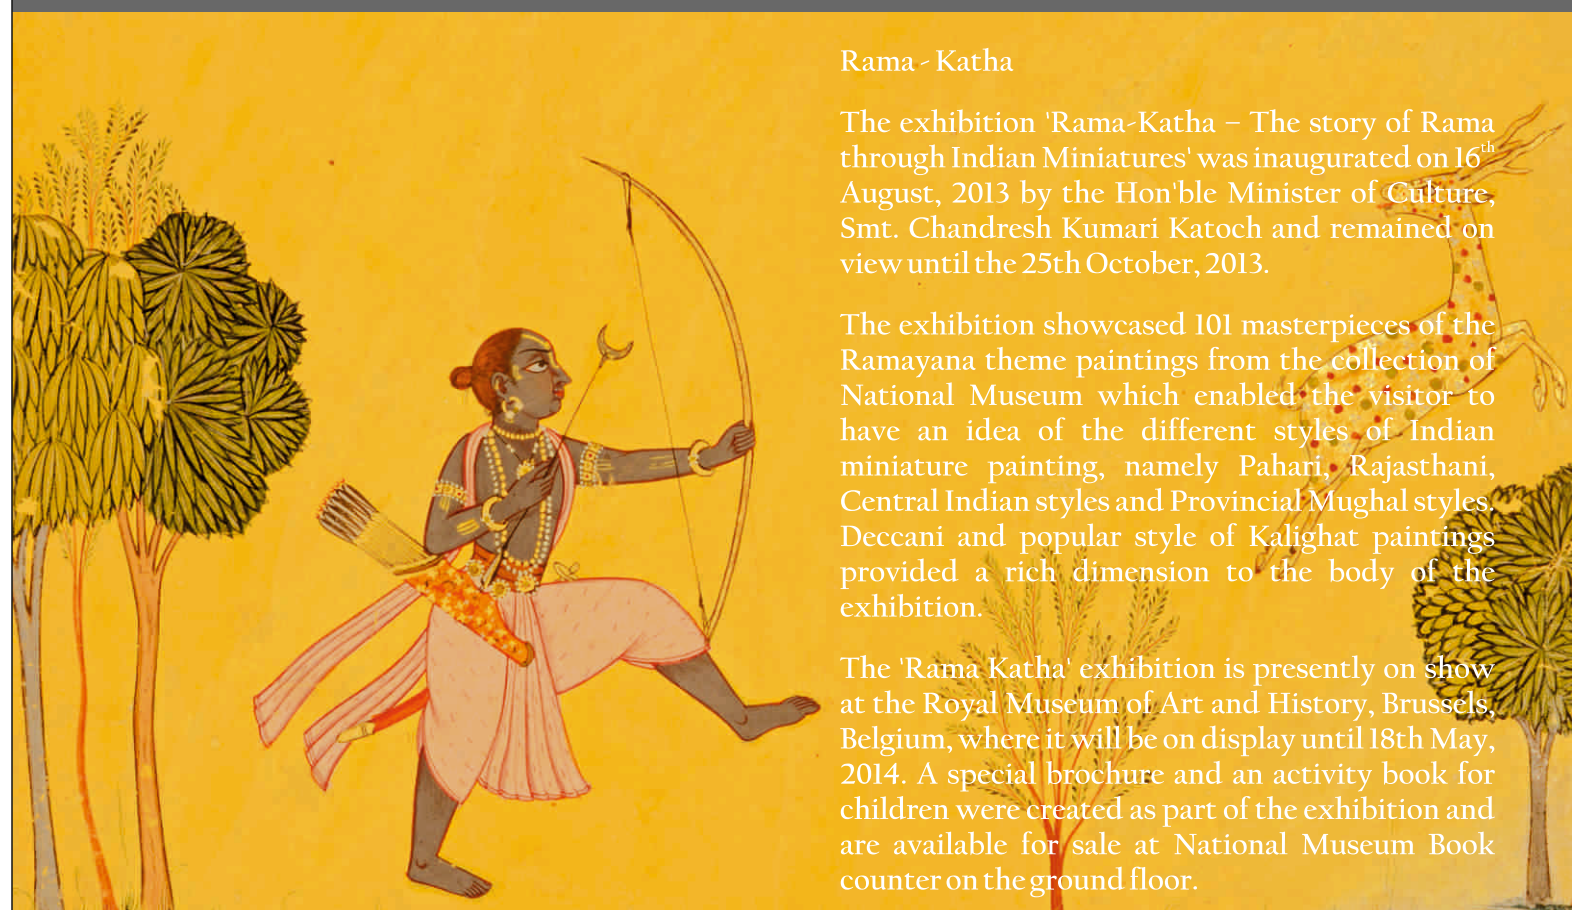 Rama - Katha
The exhibition 'Rama-Katha – The story of Rama
through Indian Miniatures' was inaugurated on 16th
August, 2013 by the Hon'ble Minister of Culture,
Smt. Chandresh Kumari Katoch and remained on
view until the 25th October, 2013.
The exhibition showcased 101 masterpieces of the
Ramayana theme paintings from the collection of
National Museum which enabled the visitor to
have an idea of the different styles of Indian
miniature painting, namely Pahari, Rajasthani,
Central Indian styles and Provincial Mughal styles.
Deccani and popular style of Kalighat paintings
provided a rich dimension to the body of the
exhibition.
The 'Rama Katha' exhibition is presently on show
at the Royal Museum of Art and History, Brussels,
Belgium, where it will be on display until 18th May,
2014. A special brochure and an activity book for
children were created as part of the exhibition and
are available for sale at National Museum Book
counter on the ground floor.